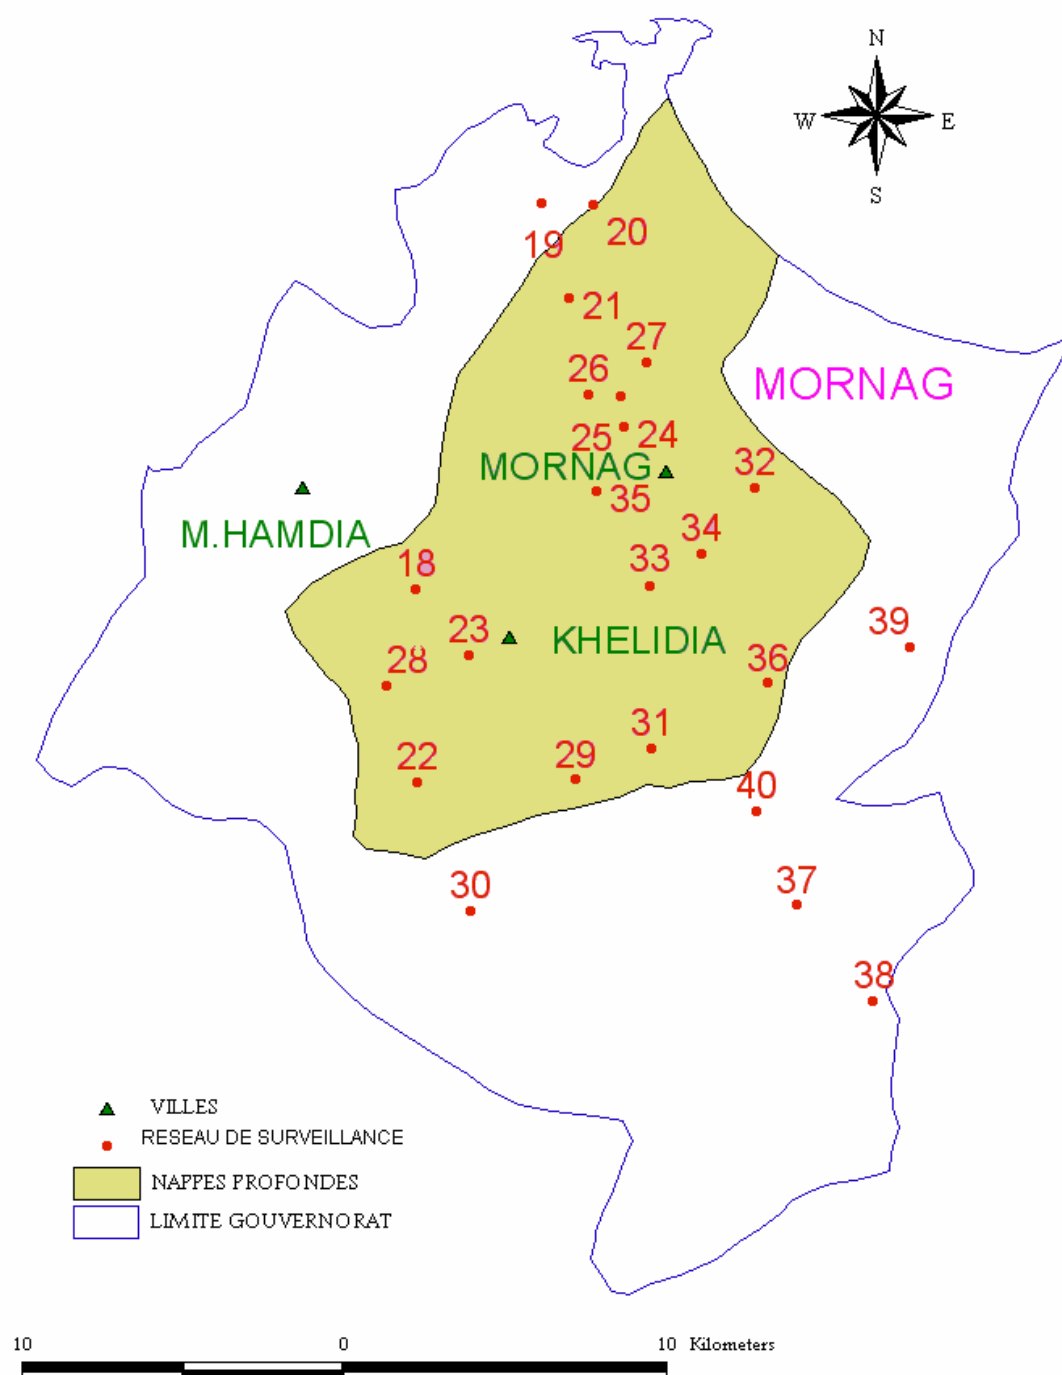 N
W E
S
19 20
21
27
26
MORNAG
25 24
MORNAG 32
35
M.HAMDIA
34
18 33
23 KHELIDIA 39
28 36
31
22 29
40
30 37
38
VILLES
RESEAU DE SURVEILLANCE
NAPPES PROFONDES
LIMITE GOUVERNORAT
10 0 10 Kilometers